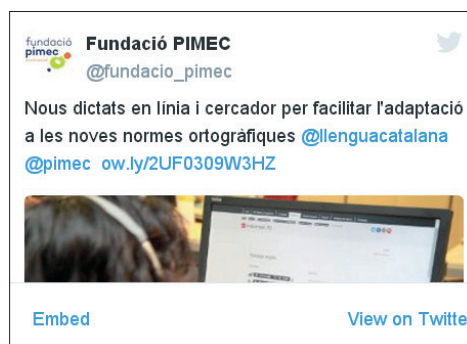 fundació
pimec
Fundació PIMEC
@fundacio_pimec
Nous dictats en línia i cercador per facilitar l'adaptació
a les noves normes ortogràfiques @llenguacatalana
@pimec ow.ly/2UF0309W3HZ
Embed
View on Twitte